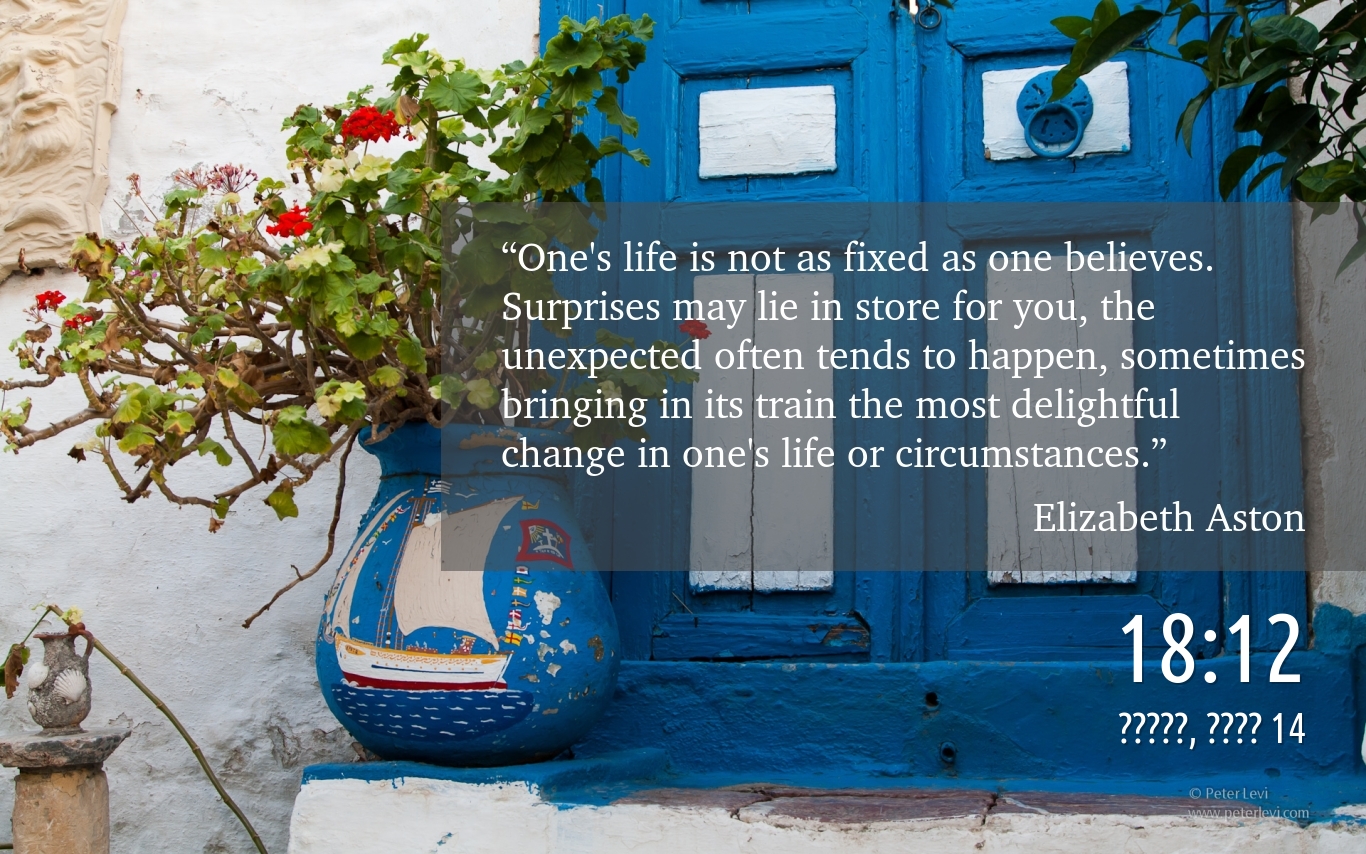 “One's life is not as fixed as one believes.
Surprises may lie in store for you, the
unexpected often tends to happen, sometimes
bringing in its train the most delightful
change in one's life or circumstances.”
Elizabeth Aston
18:12
?????, ???? 14
© Peter Levi
www.peterlevi.com